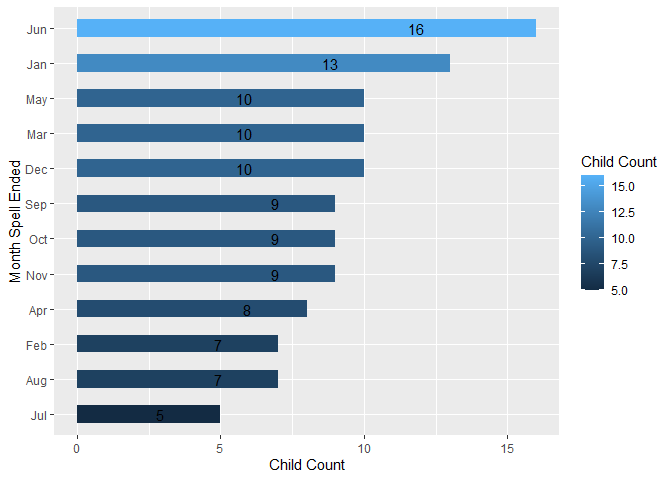 Jun
16
Jan
13
May
10
Mar
10
Dec
10
Sep
9
Oct
9
Nov
9
Apr
8
Feb
7
Aug
7
Jul
5
0
5
10
15
Child Count
Month Spell Ended
Child Count
15.0
12.5
10.0
7.5
5.0